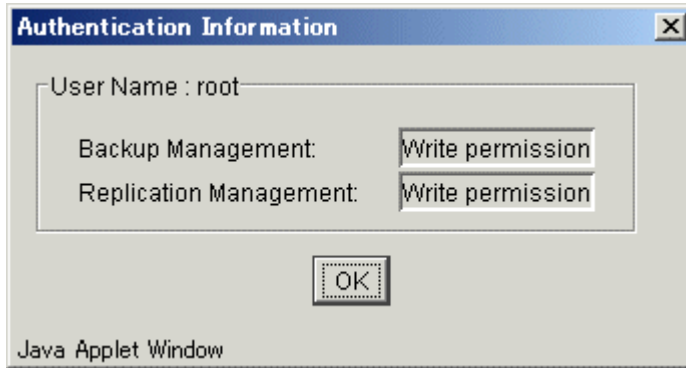 Authentication Information
User Name : root
Backup Management: Write permission
Replication Management: Write permission
OK
Java Applet Window